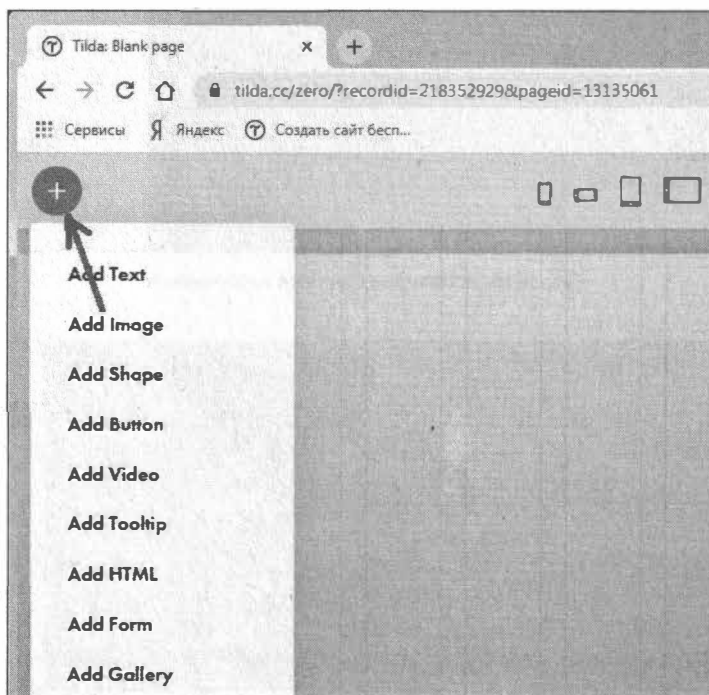 Tilda: Blank page
tilda.cc/zero/?recordid=218352929&pageid=13135061
Сервисы Яндекс Создать сайт бесп...
Add Text
Add Image
Add Shape
Add Button
Add Video
Add Tooltip
Add HTML
Add Form
Add Gallery